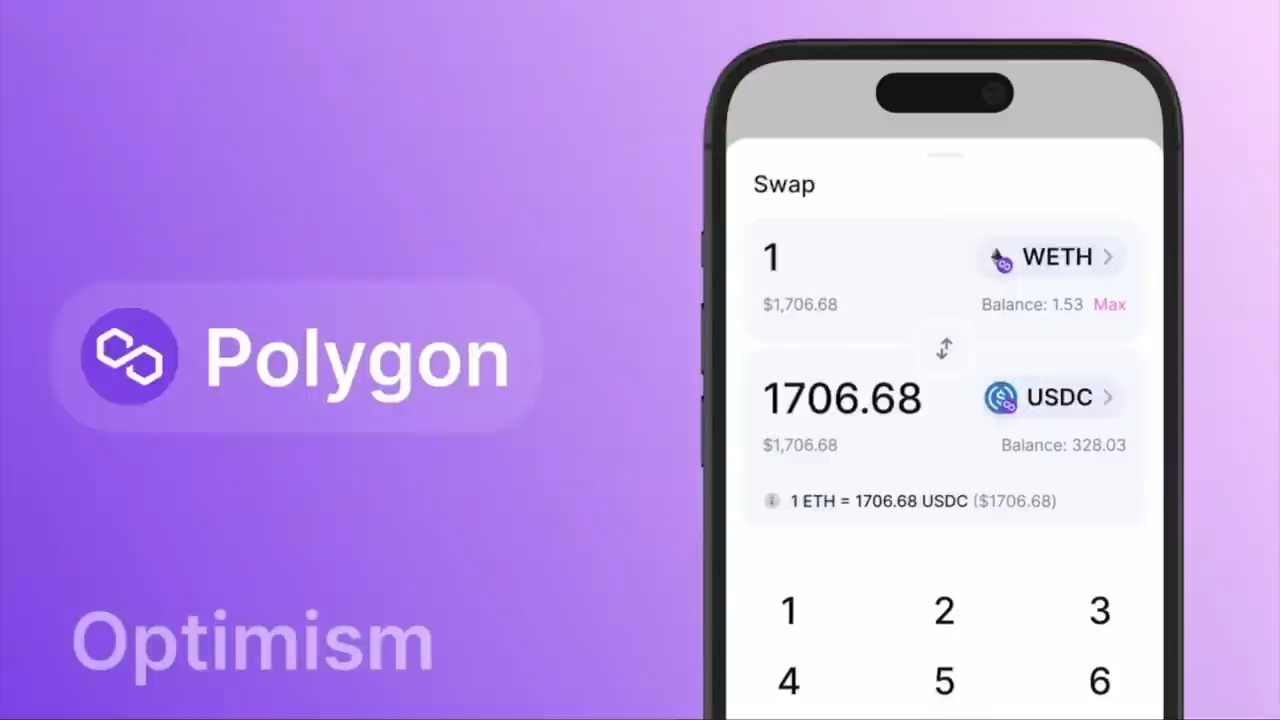 Polygon
Optimism
Swap
1
WETH
$1,706.68
Balance: 1.53 Max
1706.68
USDC
$1,706.68
Balance: 328.03
1 ETH = 1706.68 USDC ($1706.68)
1 2 3
4 5 6